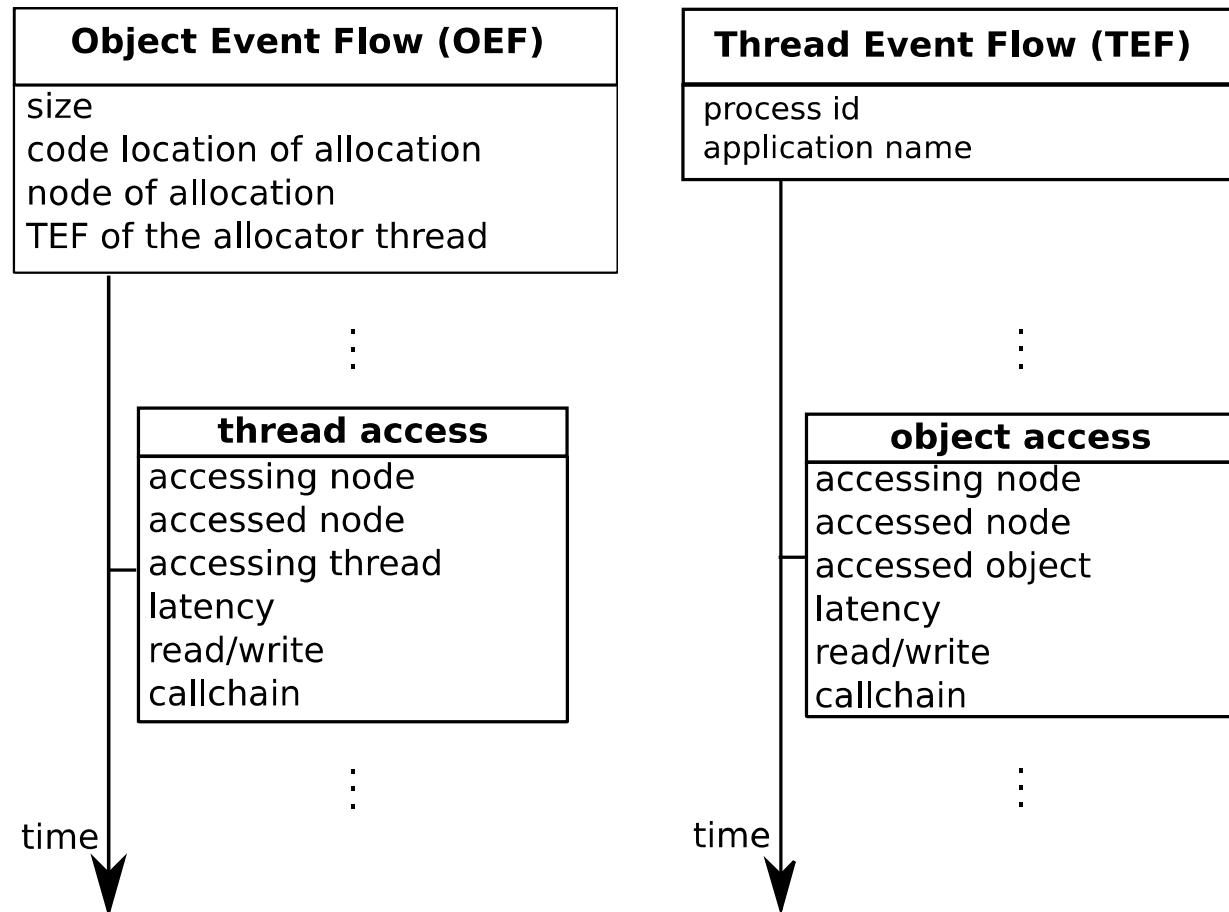 Object Event Flow (OEF)
size
code location of allocation
node of allocation
TEF of the allocator thread
thread access
accessing node
accessed node
accessing thread
latency
read/write
callchain
time
Thread Event Flow (TEF)
process id
application name
object access
accessing node
accessed node
accessed object
latency
read/write
callchain
time